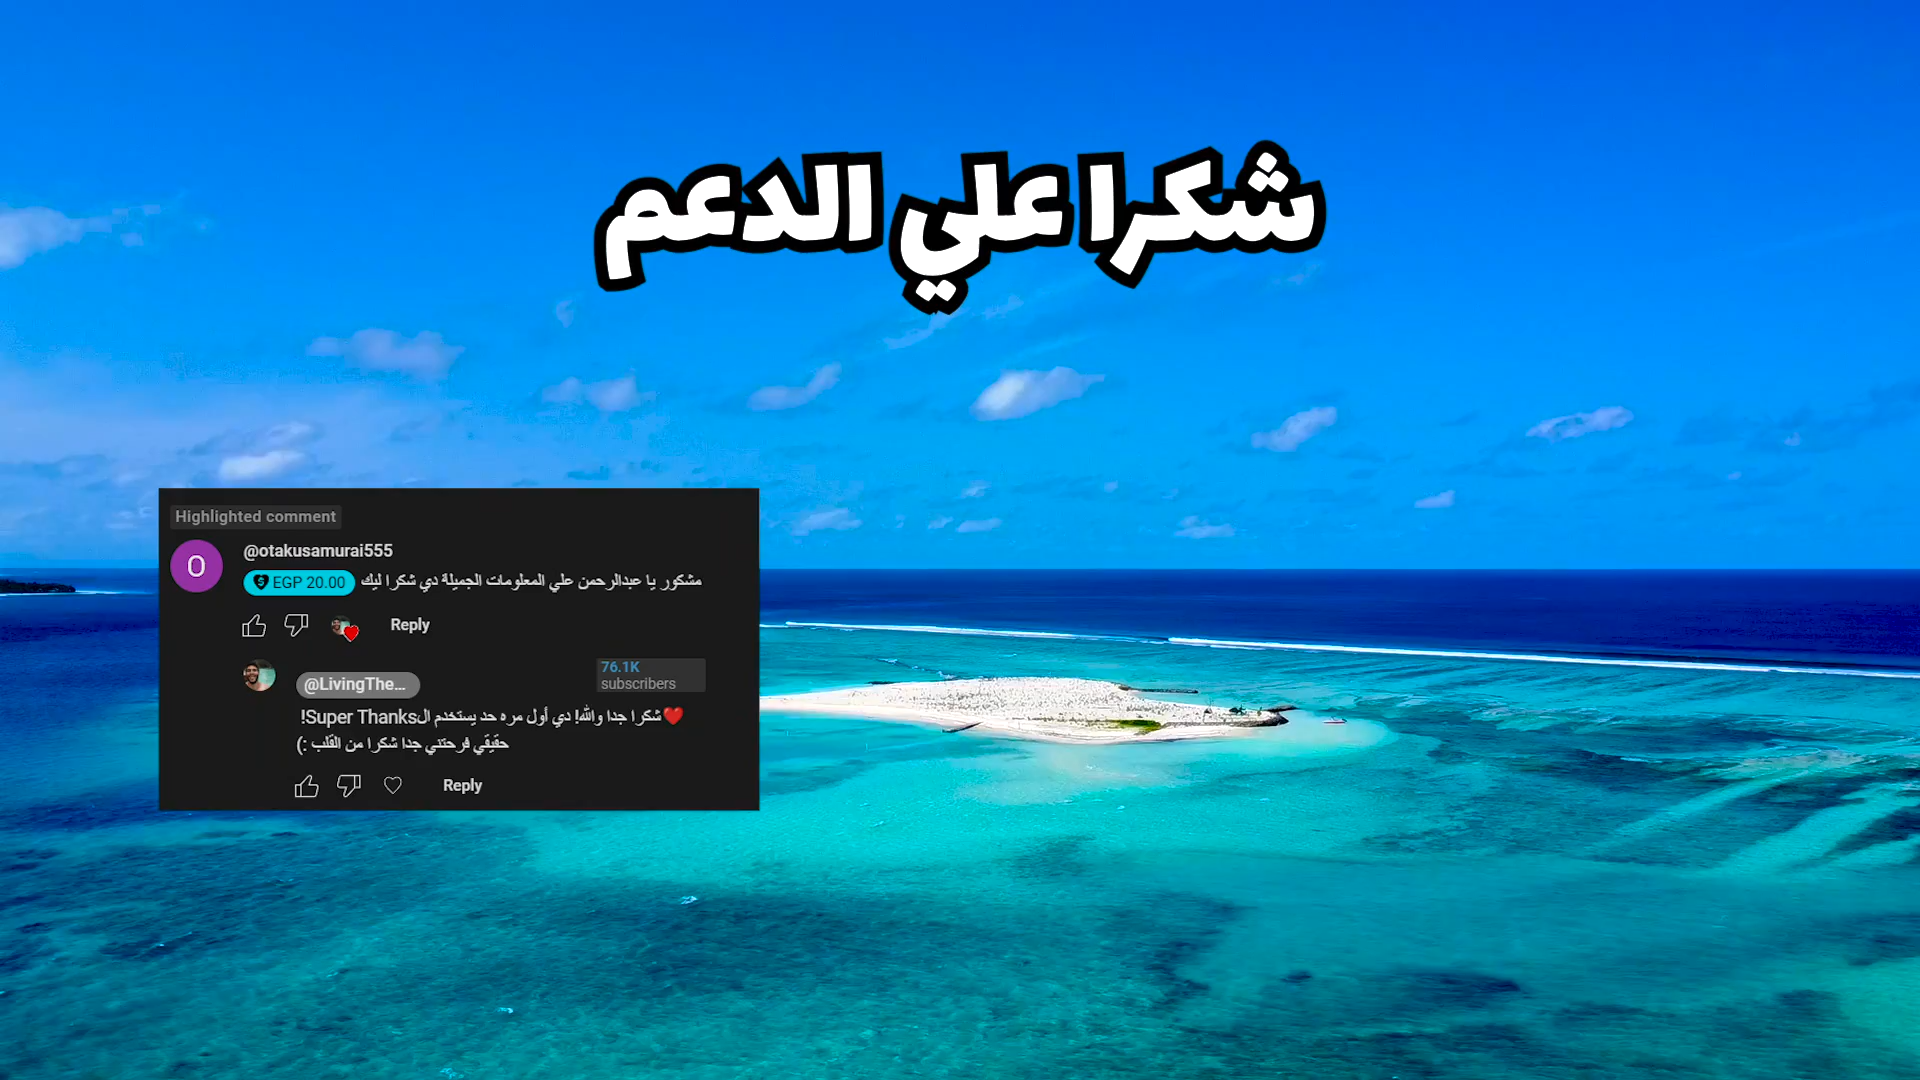 شكرا علي الدعم
Highlighted comment
O
@otakusamurai555
EGP 20.00 مشكور يا عبدالرحمن علي المعلومات الجميلة دي شكرا ليك
Reply
@LivingThe...
76.1K
subscribers
❤️شكرا جدا والله! دي أول مره حد يستخدم الSuper Thanks!
حقيقي فرحتني جدا شكرا من القلب :)
Reply